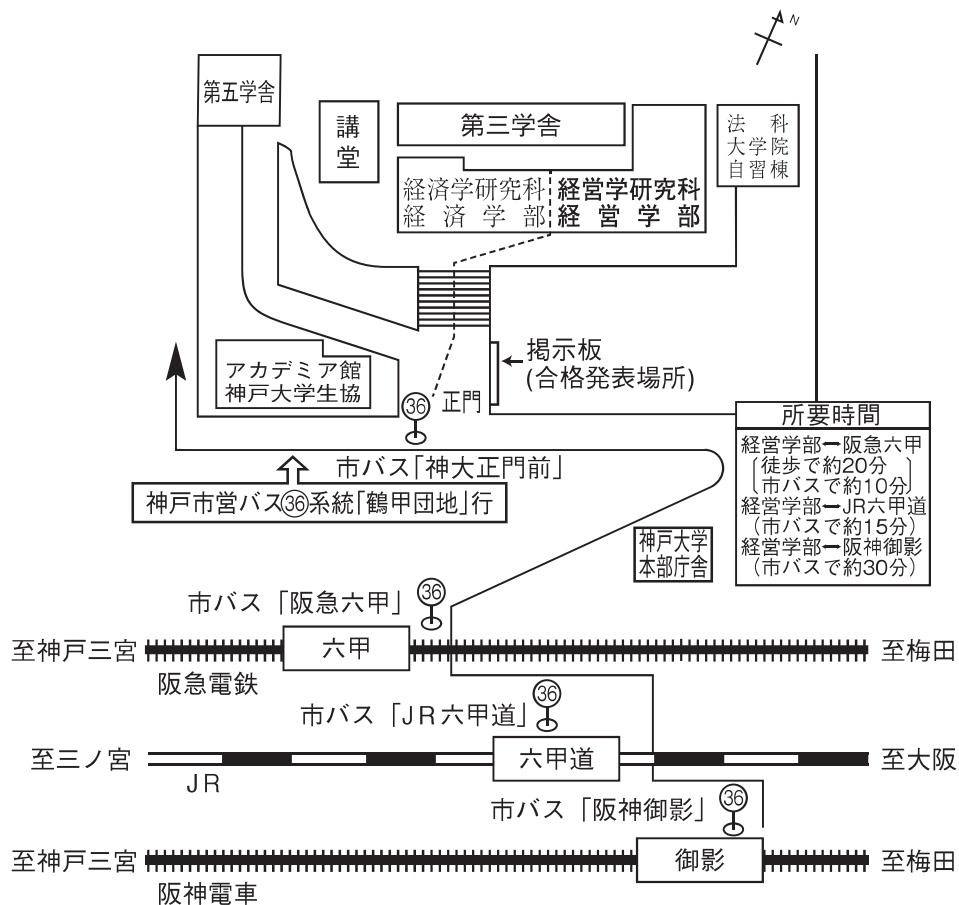 N
第五学舎
講
堂
第三学舎
法科
大学院
自習棟
経済学研究科
経済学部
経営学研究科
経営学部
掲示板
(合格発表場所)
アカデミア館
神戸大学生協
36
正門
市バス「神大正門前」
神戸市営バス36系統「鶴甲団地」行
所要時間
経営学部ー阪急六甲
〔徒歩で約20分〕
〔市バスで約10分〕
経営学部ーJR六甲道
(市バスで約15分)
経営学部ー阪神御影
(市バスで約30分)
神戸大学
本部庁舎
市バス「阪急六甲」
36
至神戸三宮
六甲
至梅田
阪急電鉄
市バス「JR六甲道」
36
至三ノ宮
六甲道
至大阪
JR
市バス「阪神御影」
36
至神戸三宮
御影
至梅田
阪神電車